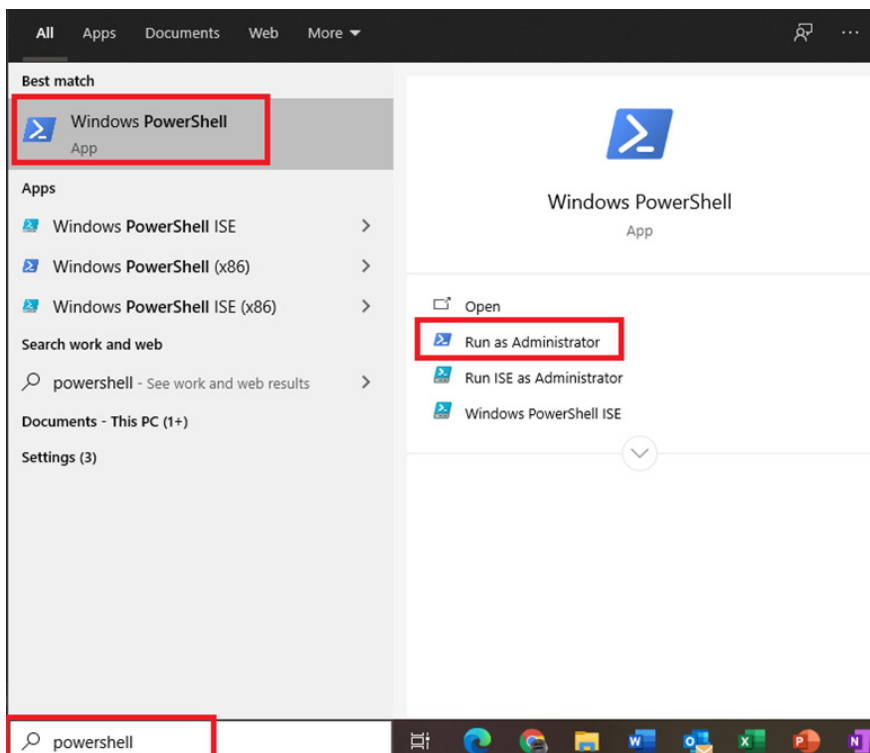 All Apps Documents Web More
Best match
Windows PowerShell
App
Apps
Windows PowerShell ISE
Windows PowerShell (x86)
Windows PowerShell ISE (x86)
Search work and web
powershell - See work and web results
Documents - This PC (1+)
Settings (3)
Windows PowerShell
App
Open
Run as Administrator
Run ISE as Administrator
Windows PowerShell ISE
powershell